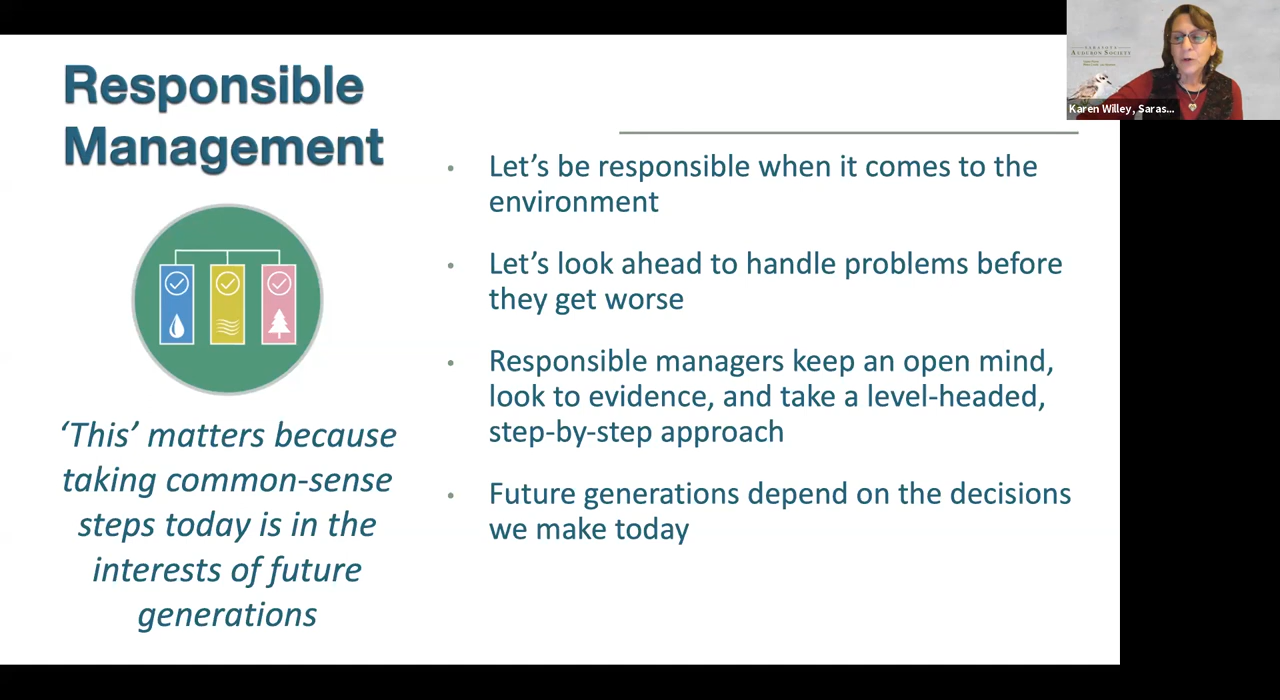 Responsible
Management
‘This’ matters because
taking common-sense
steps today is in the
interests of future
generations
• Let’s be responsible when it comes to the
environment
• Let’s look ahead to handle problems before
they get worse
• Responsible managers keep an open mind,
look to evidence, and take a level-headed,
step-by-step approach
• Future generations depend on the decisions
we make today
SARASOTA
AUDUBON SOCIETY
Karen Willey, Saras...